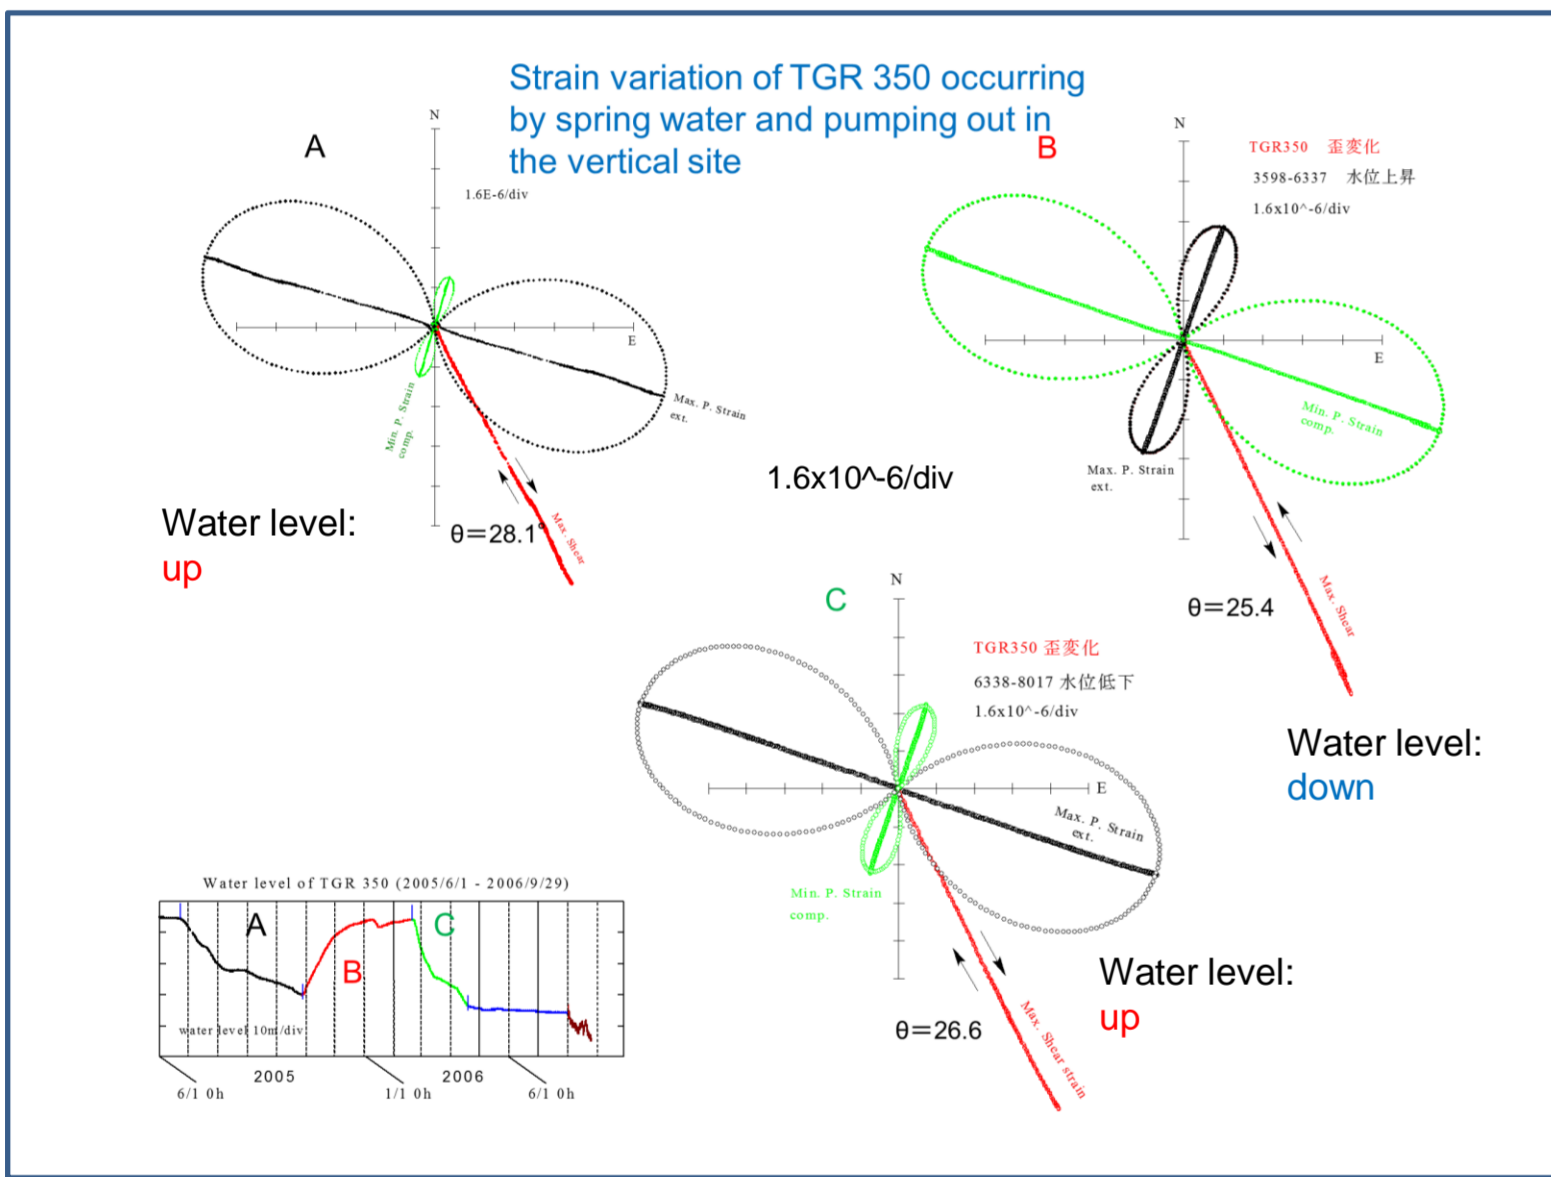 Strain variation of TGR 350 occurring
by spring water and pumping out in
the vertical site
A
N
1.6E-6/div
E
Max. P. Strain
ext.
Min. P. Strain
comp.
Max. Shear
θ=28.1°
Water level:
up
B
N
TGR350 歪変化
3598-6337 水位上昇
1.6x10^-6/div
E
Min. P. Strain
comp.
Max. P. Strain
ext.
Max. Shear
θ=25.4
Water level:
down
1.6x10^-6/div
C
N
TGR350 歪変化
6338-8017 水位低下
1.6x10^-6/div
E
Max. P. Strain
ext.
Min. P. Strain
comp.
Max. Shear strain
θ=26.6
Water level:
up
Water level of TGR 350 (2005/6/1 - 2006/9/29)
A
B
C
water level 10m/div
2005
2006
6/1 0h
1/1 0h
6/1 0h